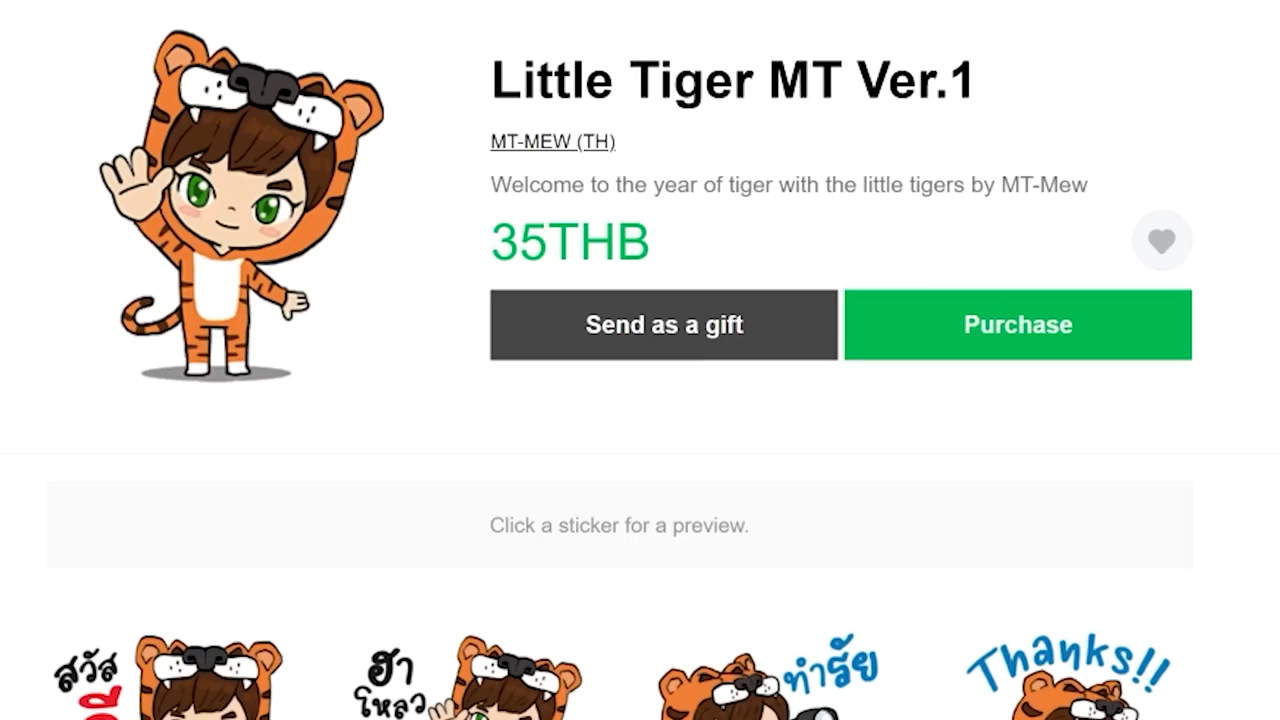 Little Tiger MT Ver.1
MT-MEW (TH)
Welcome to the year of tiger with the little tigers by MT-Mew
35THB
Send as a gift
Purchase
Click a sticker for a preview.
สวัส
ฮา
โหลว
ทำรัย
Thanks!!